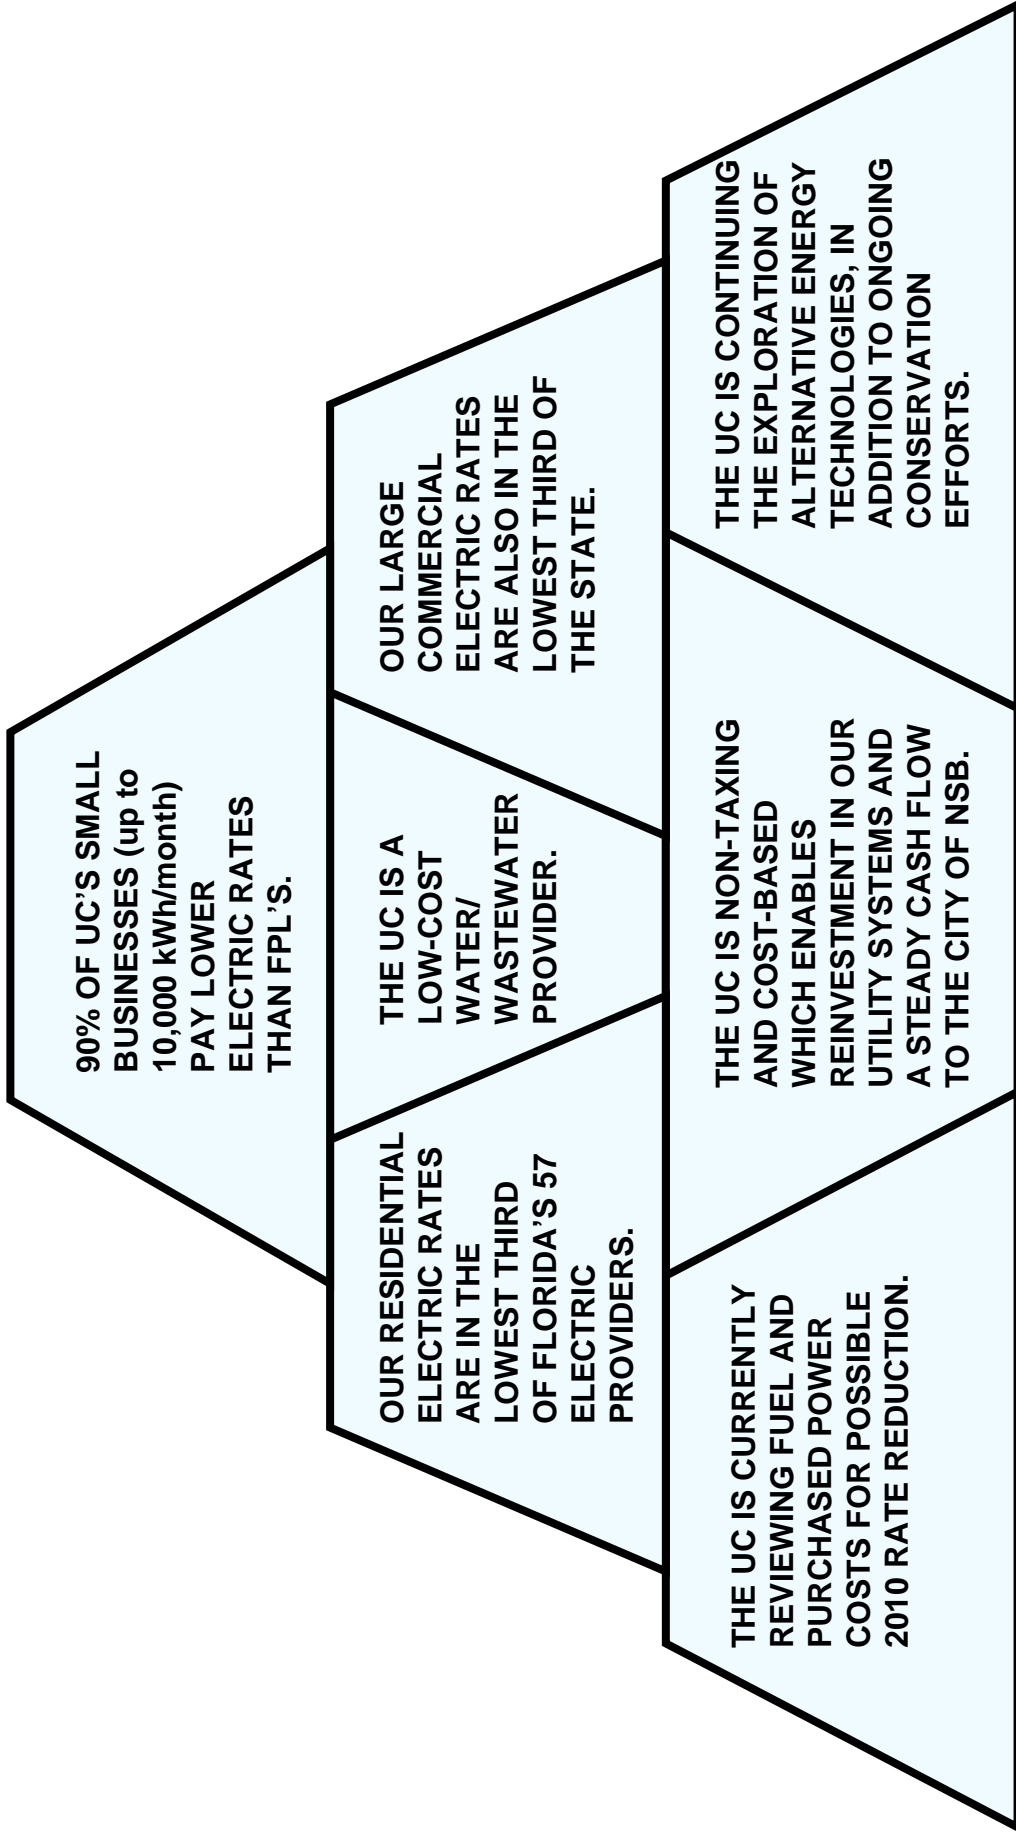 90% OF UC'S SMALL
BUSINESSES (up to
10,000 kWh/month)
PAY LOWER
ELECTRIC RATES
THAN FPL'S.
OUR RESIDENTIAL
ELECTRIC RATES
ARE IN THE
LOWEST THIRD
OF FLORIDA'S 57
ELECTRIC
PROVIDERS.
THE UC IS A
LOW-COST
WATER/
WASTEWATER
PROVIDER.
OUR LARGE
COMMERCIAL
ELECTRIC RATES
ARE ALSO IN THE
LOWEST THIRD OF
THE STATE.
THE UC IS CURRENTLY
REVIEWING FUEL AND
PURCHASED POWER
COSTS FOR POSSIBLE
2010 RATE REDUCTION.
THE UC IS NON-TAXING
AND COST-BASED
WHICH ENABLES
REINVESTMENT IN OUR
UTILITY SYSTEMS AND
A STEADY CASH FLOW
TO THE CITY OF NSB.
THE UC IS CONTINUING
THE EXPLORATION OF
ALTERNATIVE ENERGY
TECHNOLOGIES, IN
ADDITION TO ONGOING
CONSERVATION
EFFORTS.